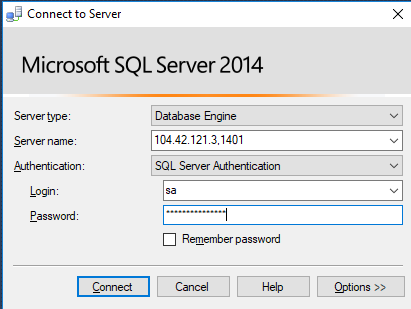 Connect to Server
Microsoft SQL Server 2014
Server type: Database Engine
Server name: 104.42.121.3,1401
Authentication: SQL Server Authentication
Login: sa
Password: ***************
Remember password
Connect Cancel Help Options >>